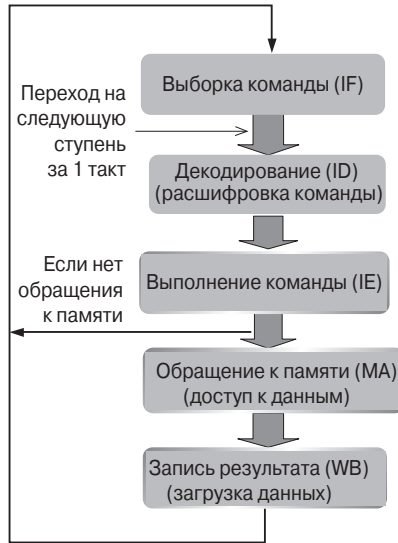 Выборка команды (IF)
Переход на
следующую
ступень
за 1 такт
Декодирование (ID)
(расшифровка команды)
Если нет
обращения
к памяти
Выполнение команды (IE)
Обращение к памяти (MA)
(доступ к данным)
Запись результата (WB)
(загрузка данных)